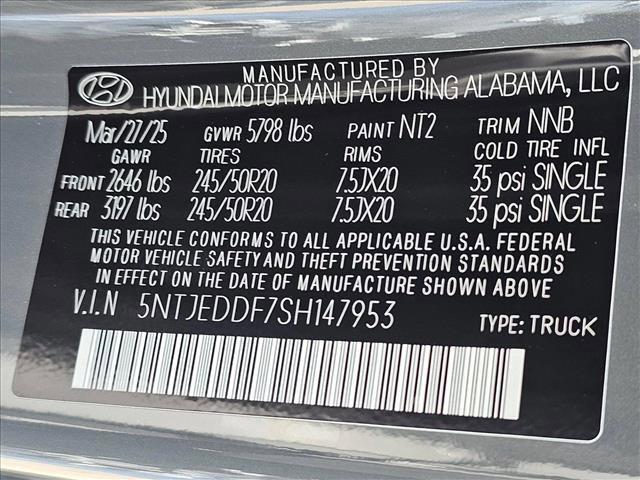 MANUFACTURED BY
HYUNDAI MOTOR MANUFACTURING ALABAMA, LLC
Mar/27/25 GVWR 5798 lbs PAINT NT2 TRIM NNB
GAWR TIRES RIMS COLD TIRE INFL
FRONT 2646 lbs 245/50R20 7.5JX20 35 psi SINGLE
REAR 3197 lbs 245/50R20 7.5JX20 35 psi SINGLE
THIS VEHICLE CONFORMS TO ALL APPLICABLE U.S.A. FEDERAL
MOTOR VEHICLE SAFETY AND THEFT PREVENTION STANDARDS
IN EFFECT ON THE DATE OF MANUFACTURE SHOWN ABOVE.
V.I.N 5NTJEDDF7SH147953 TYPE: TRUCK